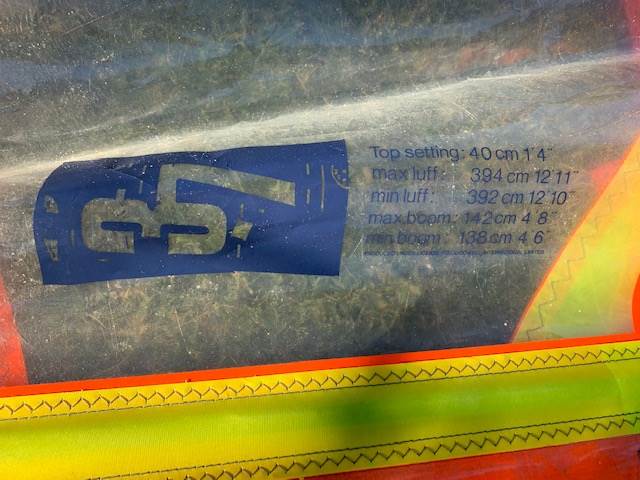 3.7
Top setting: 40 cm 1'4"
max luff: 394 cm 12'11"
min luff: 392 cm 12'10"
max.boom: 142 cm 4'8"
min.boom: 138 cm 4'6"